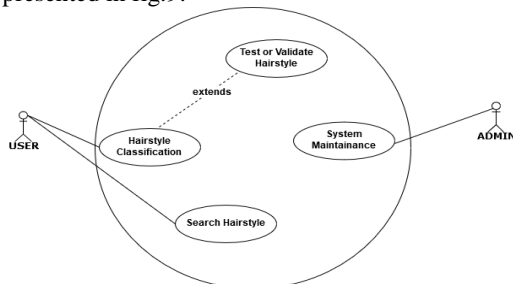 presented in fig.9.
Test or Validate
Hairstyle
extends
USER
Hairstyle
Classification
System
Maintainance
ADMIN
Search Hairstyle